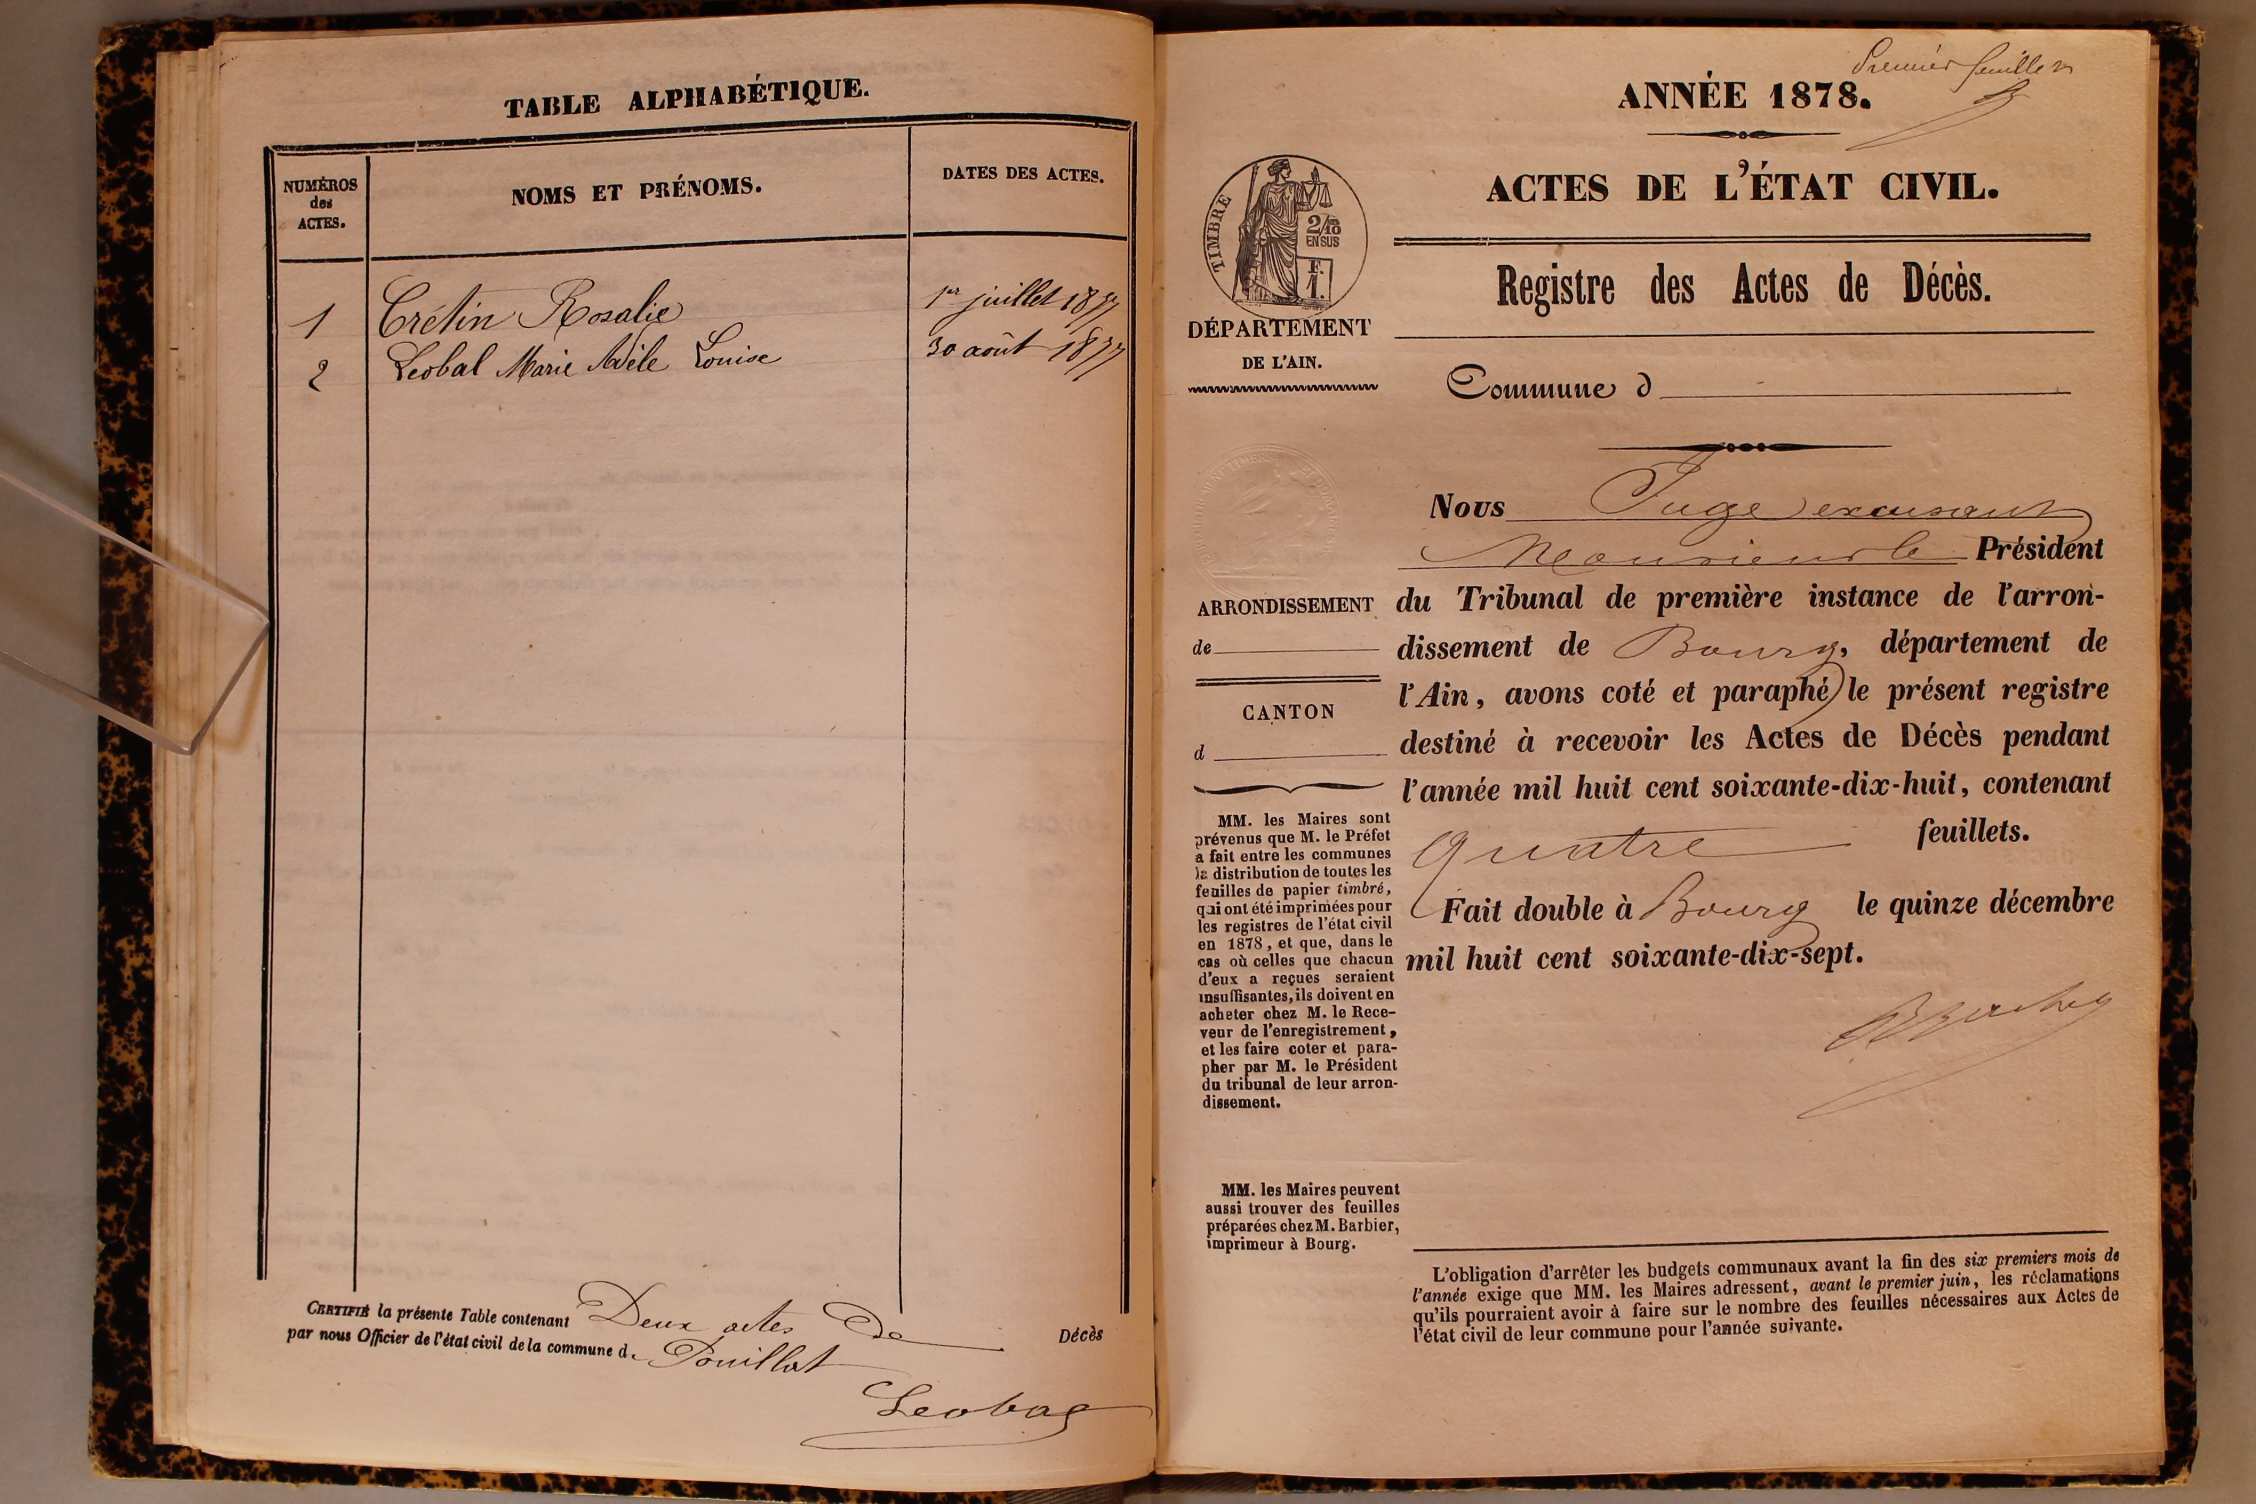 TABLE ALPHABÉTIQUE.
NUMÉROS
des
ACTES.
NOMS ET PRÉNOMS.
DATES DES ACTES.
1 Crétin Rosalie 1er juillet 1877
2 Leobal Marie Adèle Louise 30 août 1877
CERTIFIÉ la présente Table contenant Deux actes de Décès
par nous Officier de l'état civil de la commune d Pouillat
Leobal
Premier feuillet
ANNÉE 1878.
ACTES DE L'ÉTAT CIVIL.
Registre des Actes de Décès.
TIMBRE
2/10
EN SUS
F.
1.
DÉPARTEMENT
DE L'AIN.
Commune d
Nous Juge excusant
Monsieur le Président
du Tribunal de première instance de l'arron-
dissement de Bourg, département de
l'Ain, avons coté et paraphé le présent registre
destiné à recevoir les Actes de Décès pendant
l'année mil huit cent soixante-dix-huit, contenant
Quatre feuillets.
Fait double à Bourg le quinze décembre
mil huit cent soixante-dix-sept.
ARRONDISSEMENT
de
CANTON
d
MM. les Maires sont
prévenus que M. le Préfet
a fait entre les communes
la distribution de toutes les
feuilles de papier timbré,
qui ont été imprimées pour
les registres de l'état civil
en 1878, et que, dans le
cas où celles que chacun
d'eux a reçues seraient
insuffisantes, ils doivent en
acheter chez M. le Rece-
veur de l'enregistrement,
et les faire coter et para-
pher par M. le Président
du tribunal de leur arron-
dissement.
MM. les Maires peuvent
aussi trouver des feuilles
préparées chez M. Barbier,
imprimeur à Bourg.
L'obligation d'arrêter les budgets communaux avant la fin des six premiers mois de
l'année exige que MM. les Maires adressent, avant le premier juin, les réclamations
qu'ils pourraient avoir à faire sur le nombre des feuilles nécessaires aux Actes de
l'état civil de leur commune pour l'année suivante.